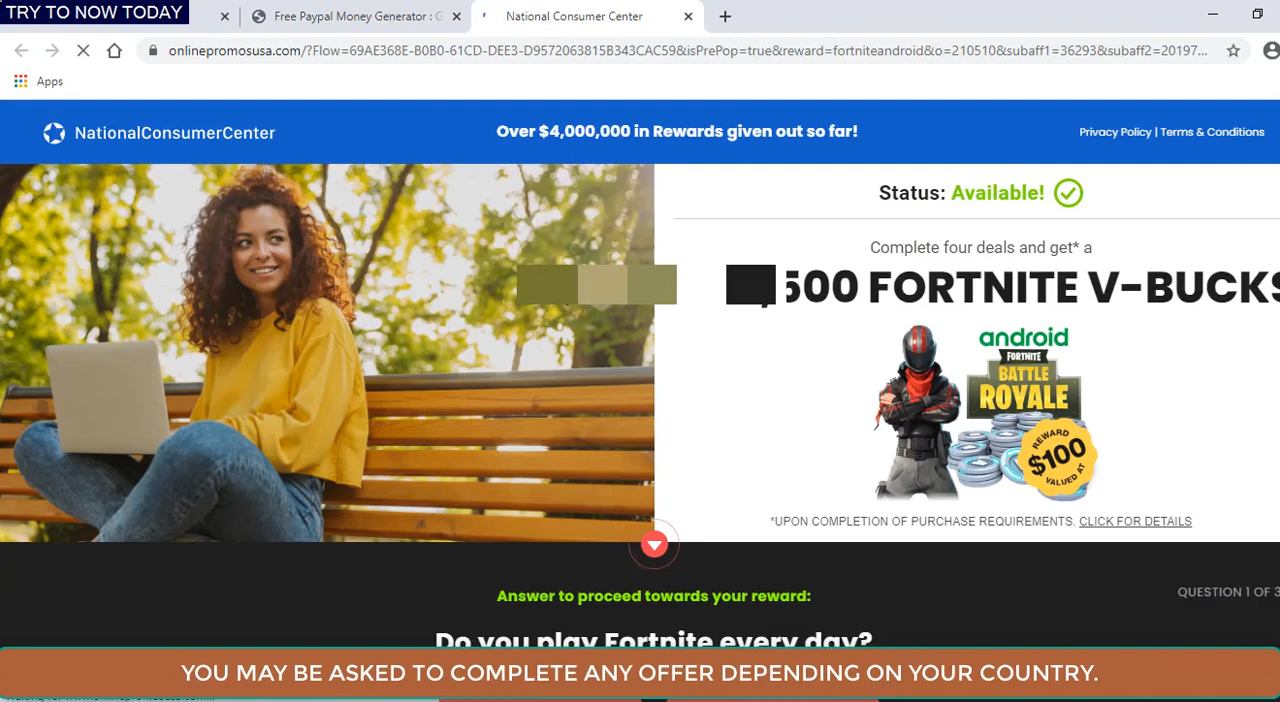 TRY TO NOW TODAY
Free Paypal Money Generator : G
National Consumer Center
onlinepromosusa.com/?Flow=69AE368E-B0B0-61CD-DEE3-D9572063815B343CAC59&isPrePop=true&reward=fortniteandroid&o=210510&subaff1=36293&subaff2=20197...
Apps
NationalConsumerCenter
Over $4,000,000 in Rewards given out so far!
Privacy Policy | Terms & Conditions
Status: Available!
Complete four deals and get* a
500 FORTNITE V-BUCKS
android
FORTNITE
BATTLE
ROYALE
REWARD
$100
VALUED AT
*UPON COMPLETION OF PURCHASE REQUIREMENTS. CLICK FOR DETAILS
Answer to proceed towards your reward:
QUESTION 1 OF 3
Do you play Fortnite every day?
YOU MAY BE ASKED TO COMPLETE ANY OFFER DEPENDING ON YOUR COUNTRY.